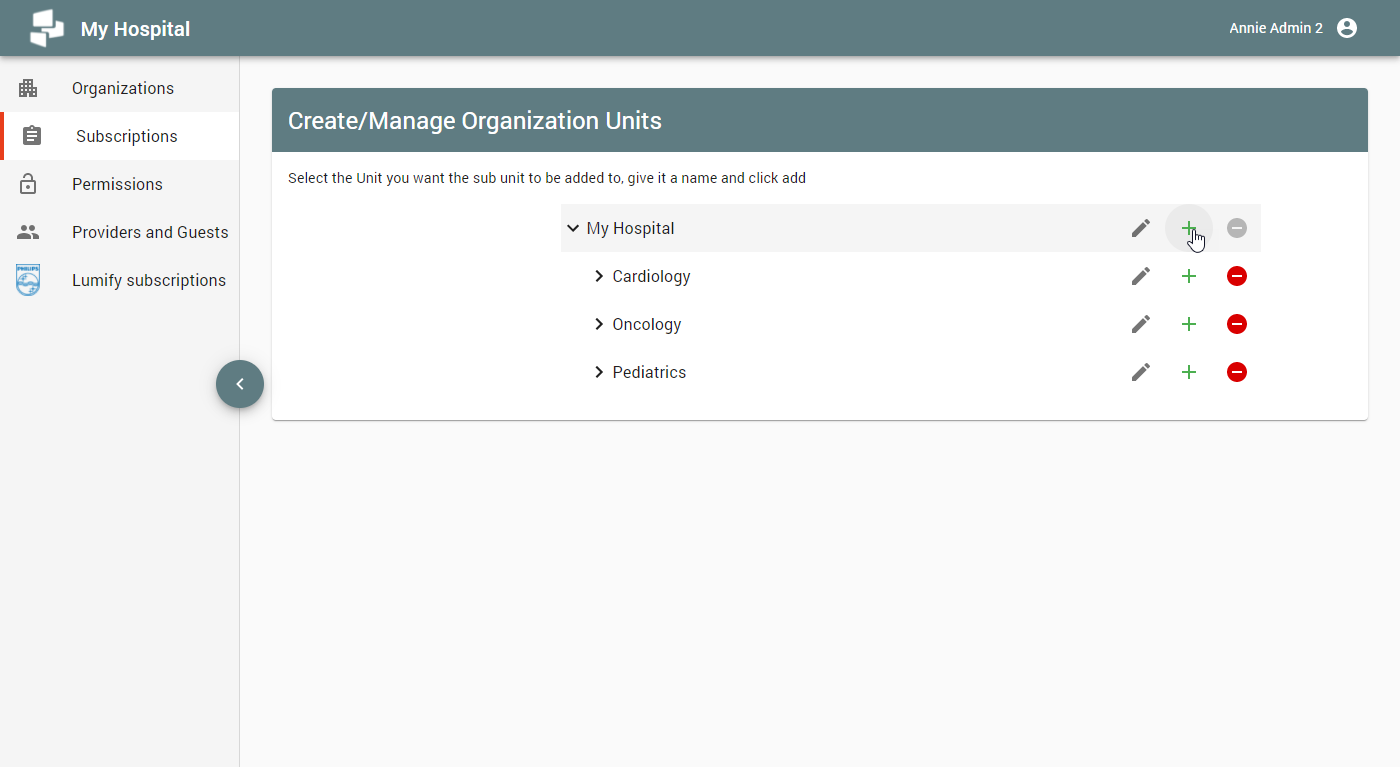 My Hospital
Annie Admin 2
Organizations
Subscriptions
Permissions
Providers and Guests
PHILIPS
Lumify subscriptions
Create/Manage Organization Units
Select the Unit you want the sub unit to be added to, give it a name and click add
My Hospital
Cardiology
Oncology
Pediatrics